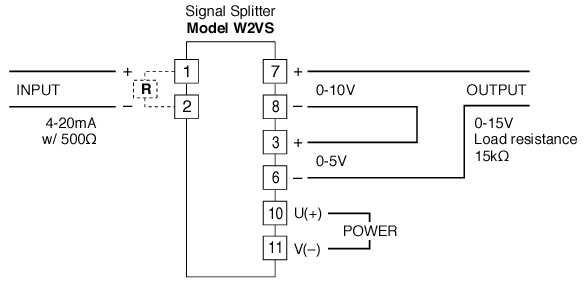 Signal Splitter
Model W2VS
1
7
+
+
INPUT
R
0-10V
OUTPUT
–
2
8
–
4-20mA
w/ 500Ω
0-15V
Load resistance
15kΩ
3
+
0-5V
6
–
10
U(+)
POWER
11
V(–)